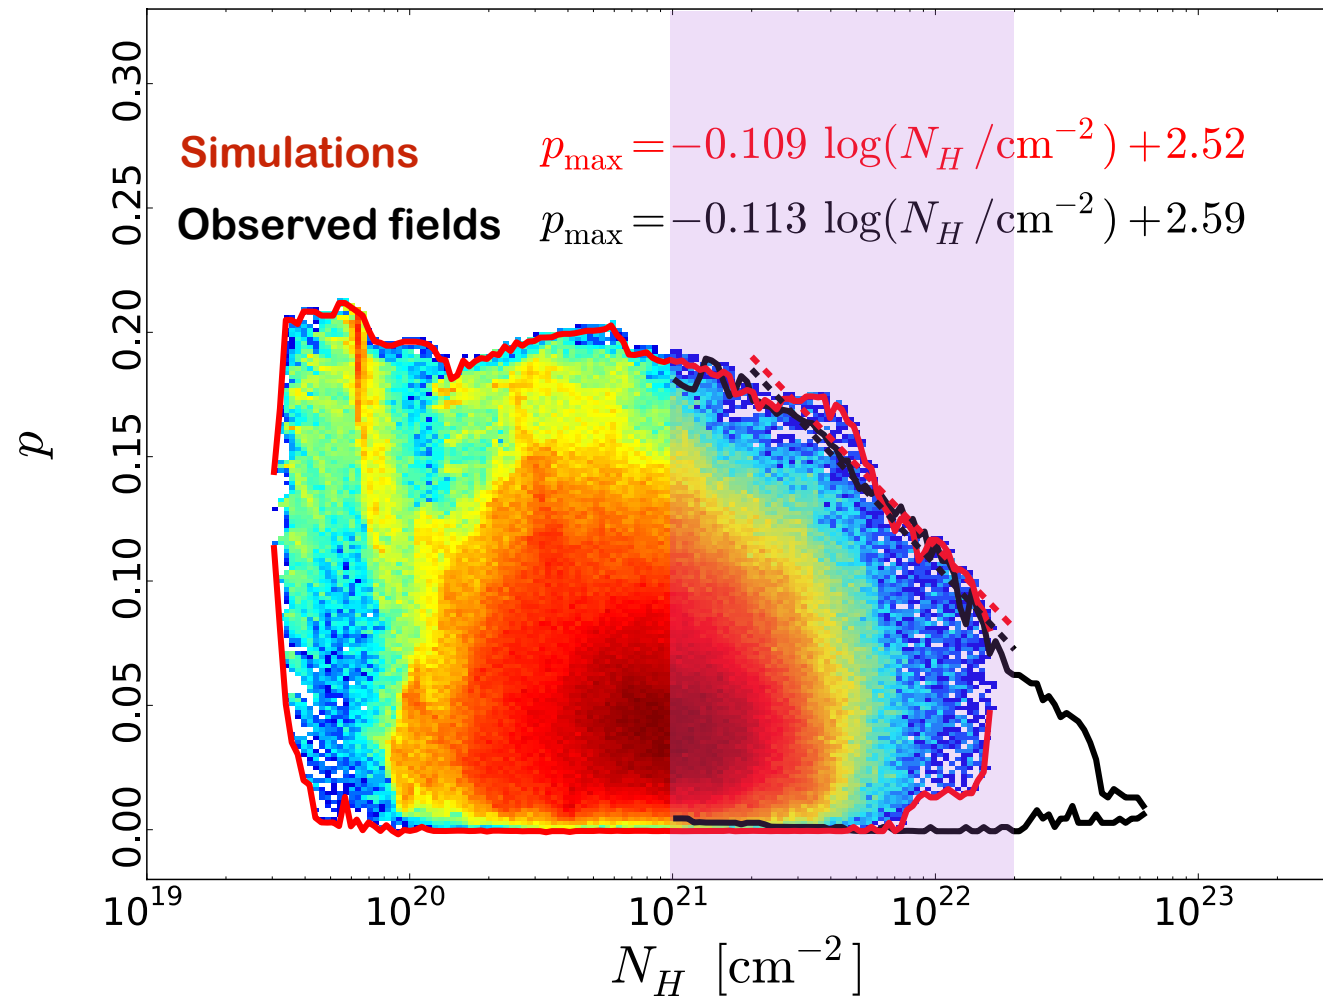 0.30
Simulations p_max = −0.109 log(N_H/cm^−2) + 2.52
0.25
Observed fields p_max = −0.113 log(N_H/cm^−2) + 2.59
0.20
p
0.15
0.10
0.05
0.00
10^19 10^20 10^21 10^22 10^23
N_H [cm^−2]